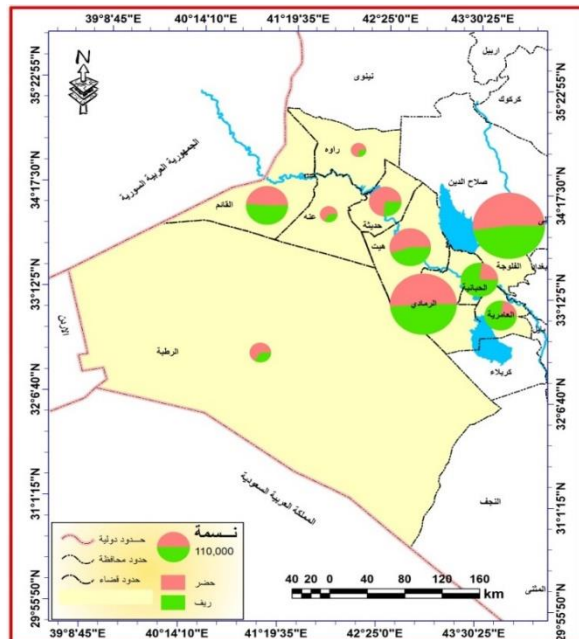 39°8'45"E 40°14'10"E 41°19'35"E 42°25'0"E 43°30'25"E
35°22'55"N
35°22'55"N
34°17'30"N
34°17'30"N
33°12'5"N
33°12'5"N
32°6'40"N
32°6'40"N
31°1'15"N
31°1'15"N
29°55'50"N
29°55'50"N
N
اربيل
نينوى
كركوك
الجمهورية العربية السورية
راوه
صلاح الدين
القائم
عنه
حديثة
هيت
الفلوجة
بغداد
الحبانية
الرمادي
العامرية
بابل
كربلاء
الاردن
الرطبة
النجف
المملكة العربية السعودية
المثنى
نسمة
110,000
حضر
ريف
حدود دولية
حدود محافظة
حدود قضاء
40 20 0 40 80 120 160
km
39°8'45"E 40°14'10"E 41°19'35"E 42°25'0"E 43°30'25"E